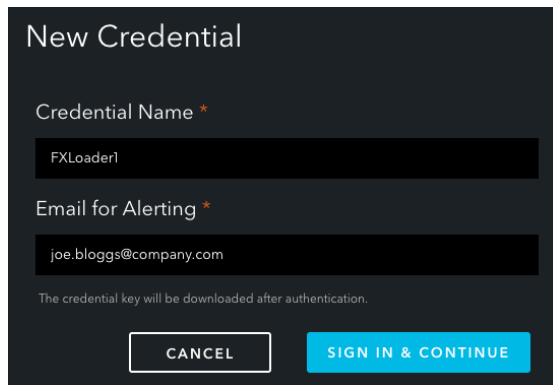 New Credential
Credential Name *
FXLoader1
Email for Alerting *
joe.bloggs@company.com
The credential key will be downloaded after authentication.
CANCEL
SIGN IN & CONTINUE